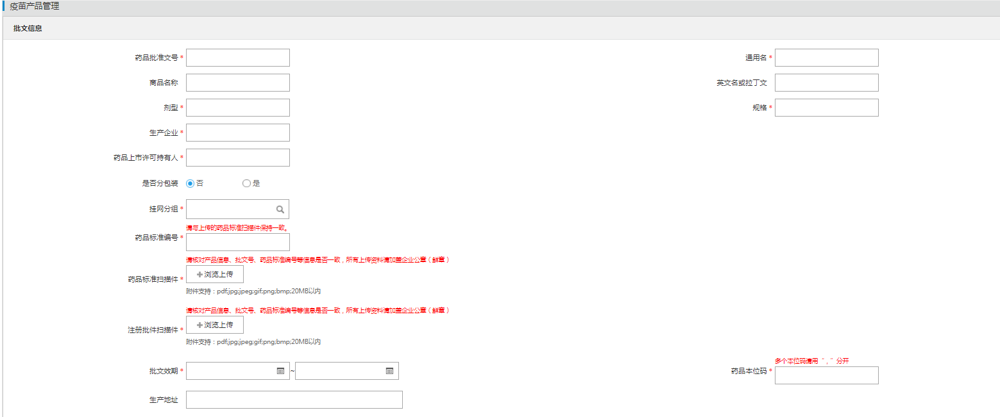 疫苗产品管理
批文信息
药品批准文号 *
通用名 *
商品名称
英文名或拉丁文
剂型 *
规格 *
生产企业 *
药品上市许可持有人 *
是否分包装 否 是
挂网分组 *
请与上传的药品标准扫描件保持一致。
药品标准编号 *
请核对产品信息、批文号、药品标准编号等信息是否一致，所有上传资料请加盖企业公章（鲜章）
药品标准扫描件 * +浏览上传
附件支持：pdf;jpg;jpeg;gif;png;bmp;20MB以内
请核对产品信息、批文号、药品标准编号等信息是否一致，所有上传资料请加盖企业公章（鲜章）
注册批件扫描件 * +浏览上传
附件支持：pdf;jpg;jpeg;gif;png;bmp;20MB以内
多个本位码请用“，”分开
批文效期 * ~
药品本位码 *
生产地址